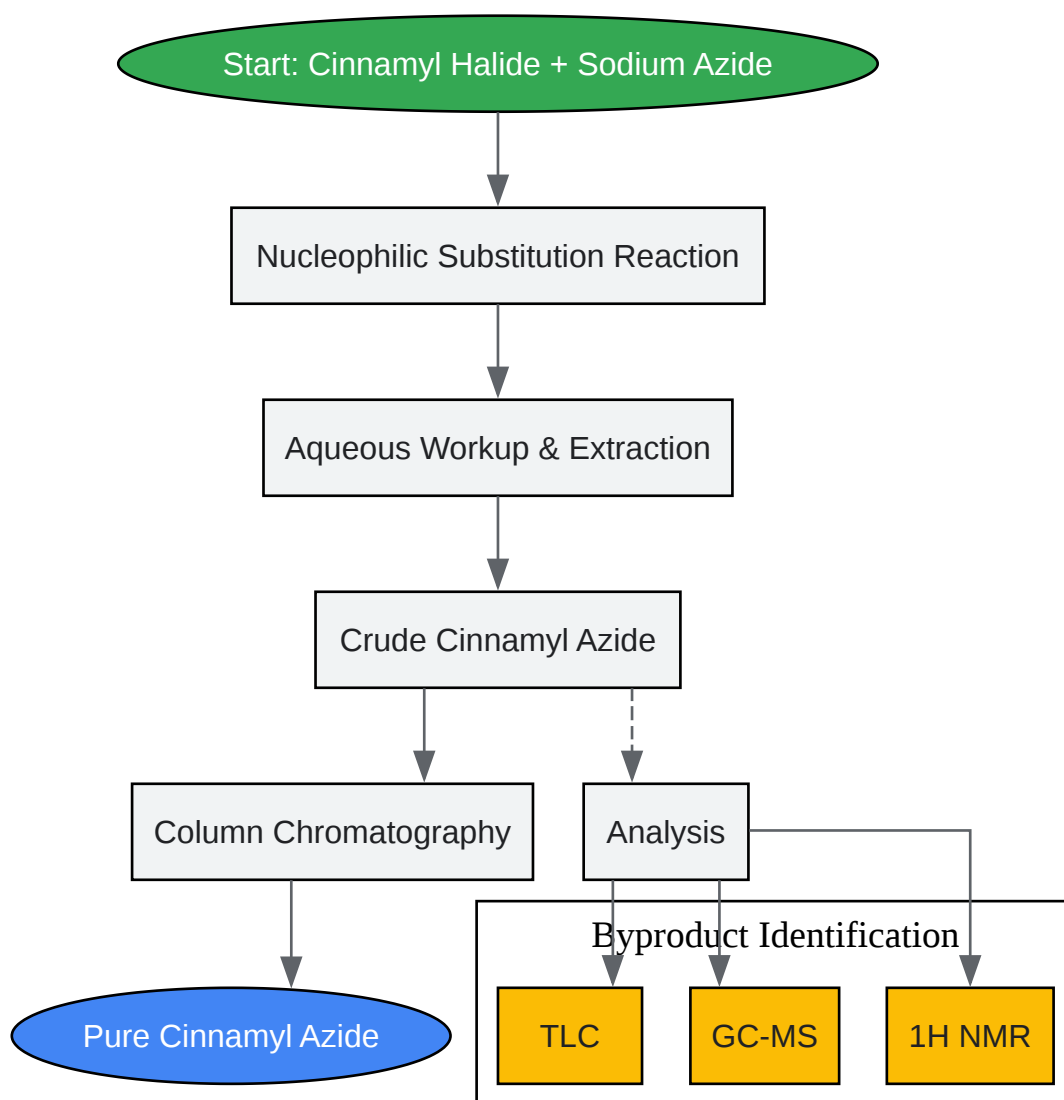 Start: Cinnamyl Halide + Sodium Azide
Nucleophilic Substitution Reaction
Aqueous Workup & Extraction
Crude Cinnamyl Azide
Column Chromatography
Analysis
Byproduct Identification
Pure Cinnamyl Azide
TLC
GC-MS
1H NMR